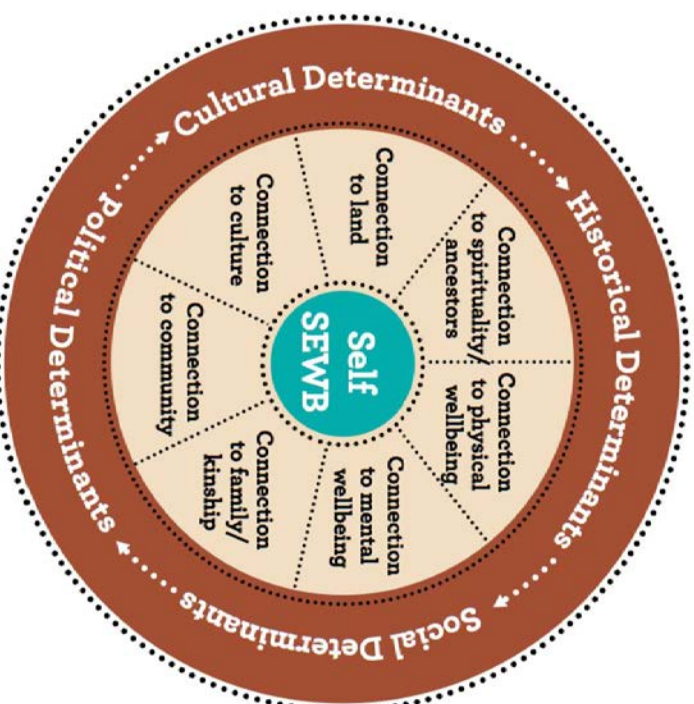 Cultural Determinants
Historical Determinants
Social Determinants
Political Determinants
Connection
to spirituality/
ancestors
Connection
to physical
wellbeing
Connection
to mental
wellbeing
Connection
to family/
kinship
Connection
to community
Connection
to culture
Connection
to land
Self
SEWB